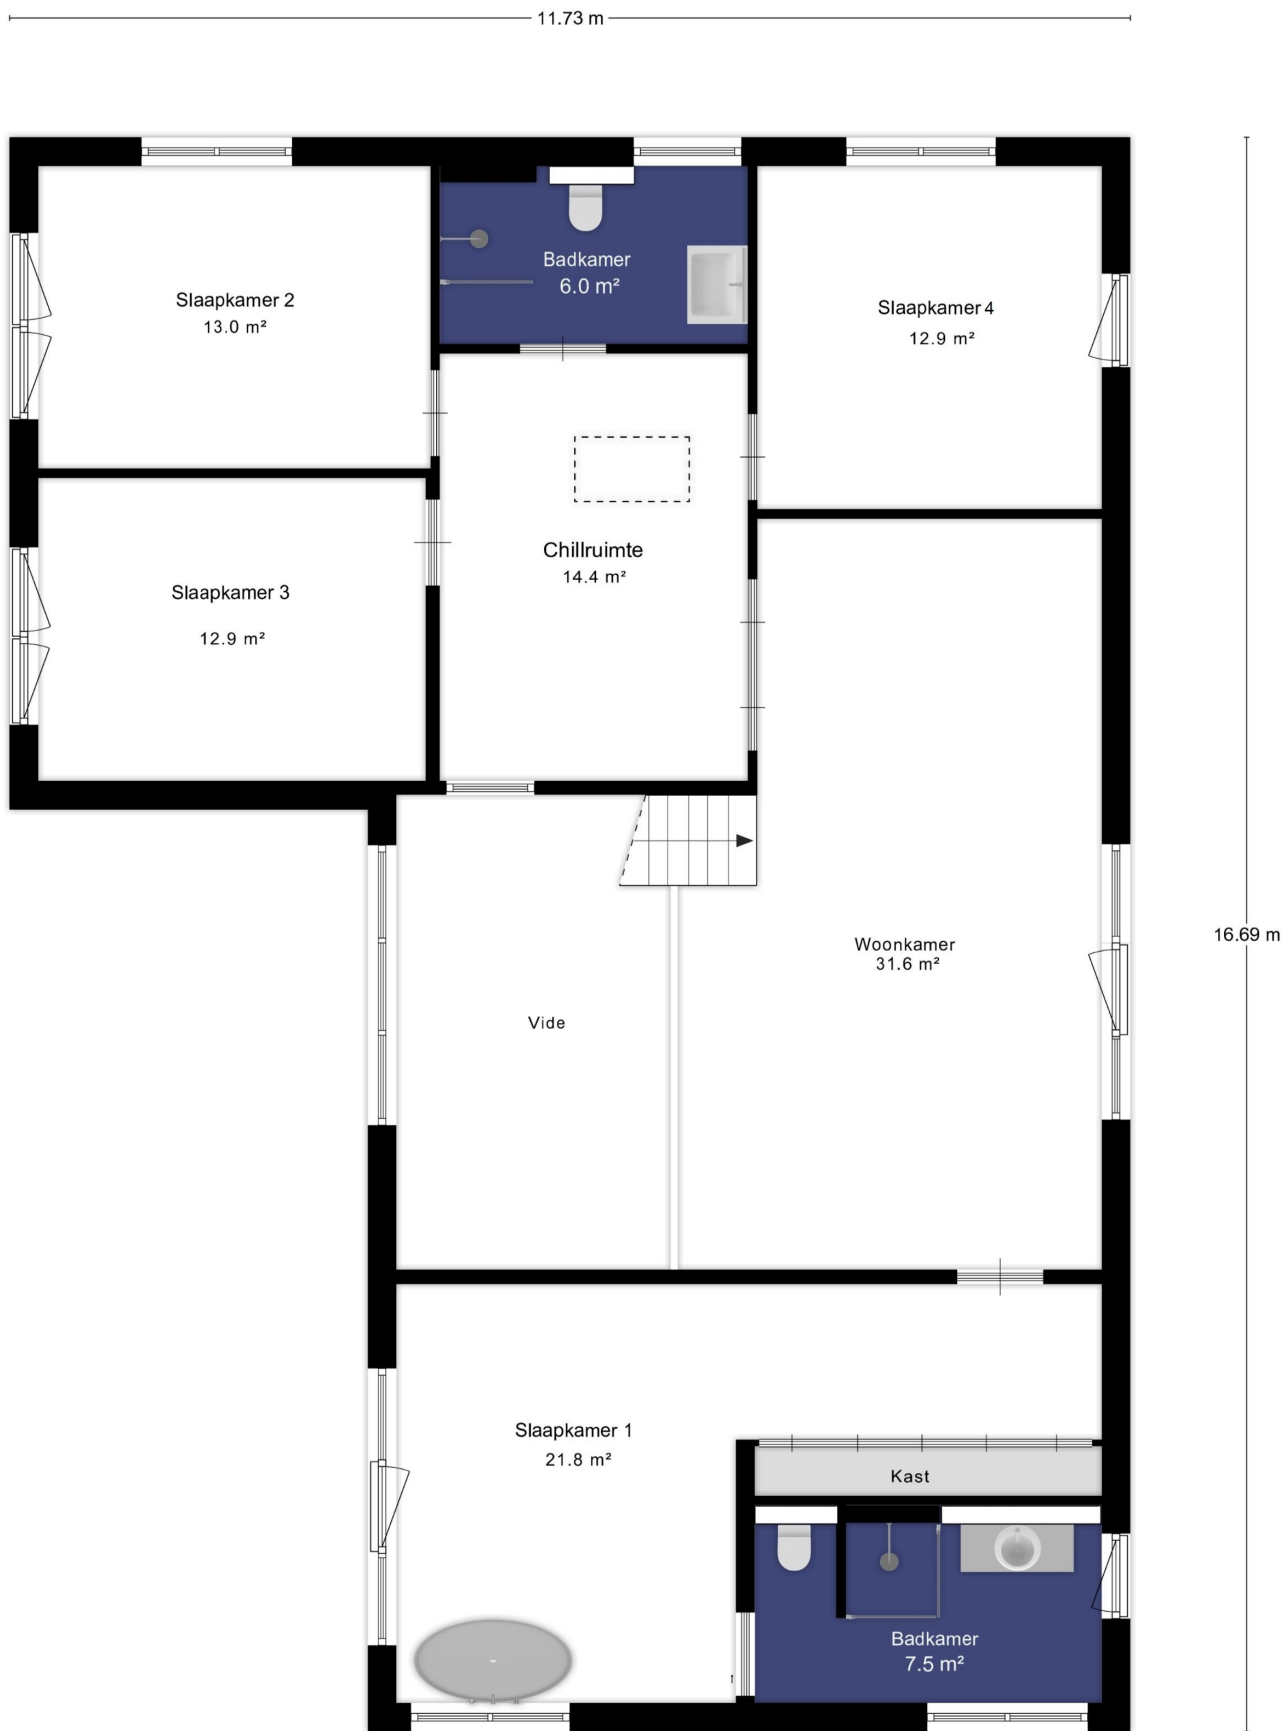 11.73 m
Badkamer
6.0 m²
Slaapkamer 2
13.0 m²
Slaapkamer 4
12.9 m²
Chillruimte
14.4 m²
Slaapkamer 3
12.9 m²
16.69 m
Woonkamer
31.6 m²
Vide
Slaapkamer 1
21.8 m²
Kast
Badkamer
7.5 m²